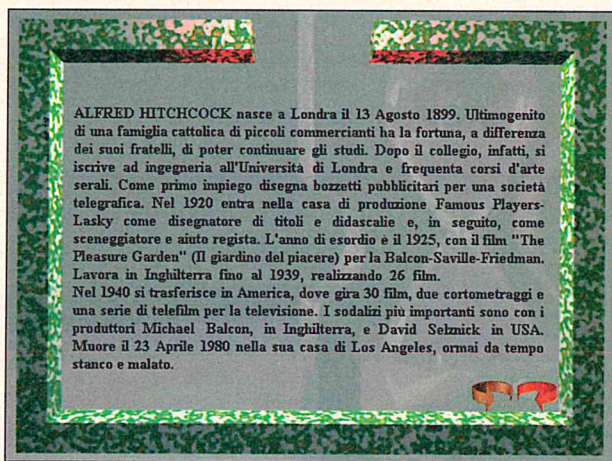 ALFRED HITCHCOCK nasce a Londra il 13 Agosto 1899. Ultimogenito
di una famiglia cattolica di piccoli commercianti ha la fortuna, a differenza
dei suoi fratelli, di poter continuare gli studi. Dopo il collegio, infatti, si
iscrive ad ingegneria all'Università di Londra e frequenta corsi d'arte
serali. Come primo impiego disegna bozzetti pubblicitari per una società
telegrafica. Nel 1920 entra nella casa di produzione Famous Players-
Lasky come disegnatore di titoli e didascalie e, in seguito, come
sceneggiatore e aiuto regista. L'anno di esordio è il 1925, con il film "The
Pleasure Garden" (Il giardino del piacere) per la Balcon-Saville-Friedman.
Lavora in Inghilterra fino al 1939, realizzando 26 film.
Nel 1940 si trasferisce in America, dove gira 30 film, due cortometraggi e
una serie di telefilm per la televisione. I sodalizi più importanti sono con i
produttori Michael Balcon, in Inghilterra, e David Selznick in USA.
Muore il 23 Aprile 1980 nella sua casa di Los Angeles, ormai da tempo
stanco e malato.